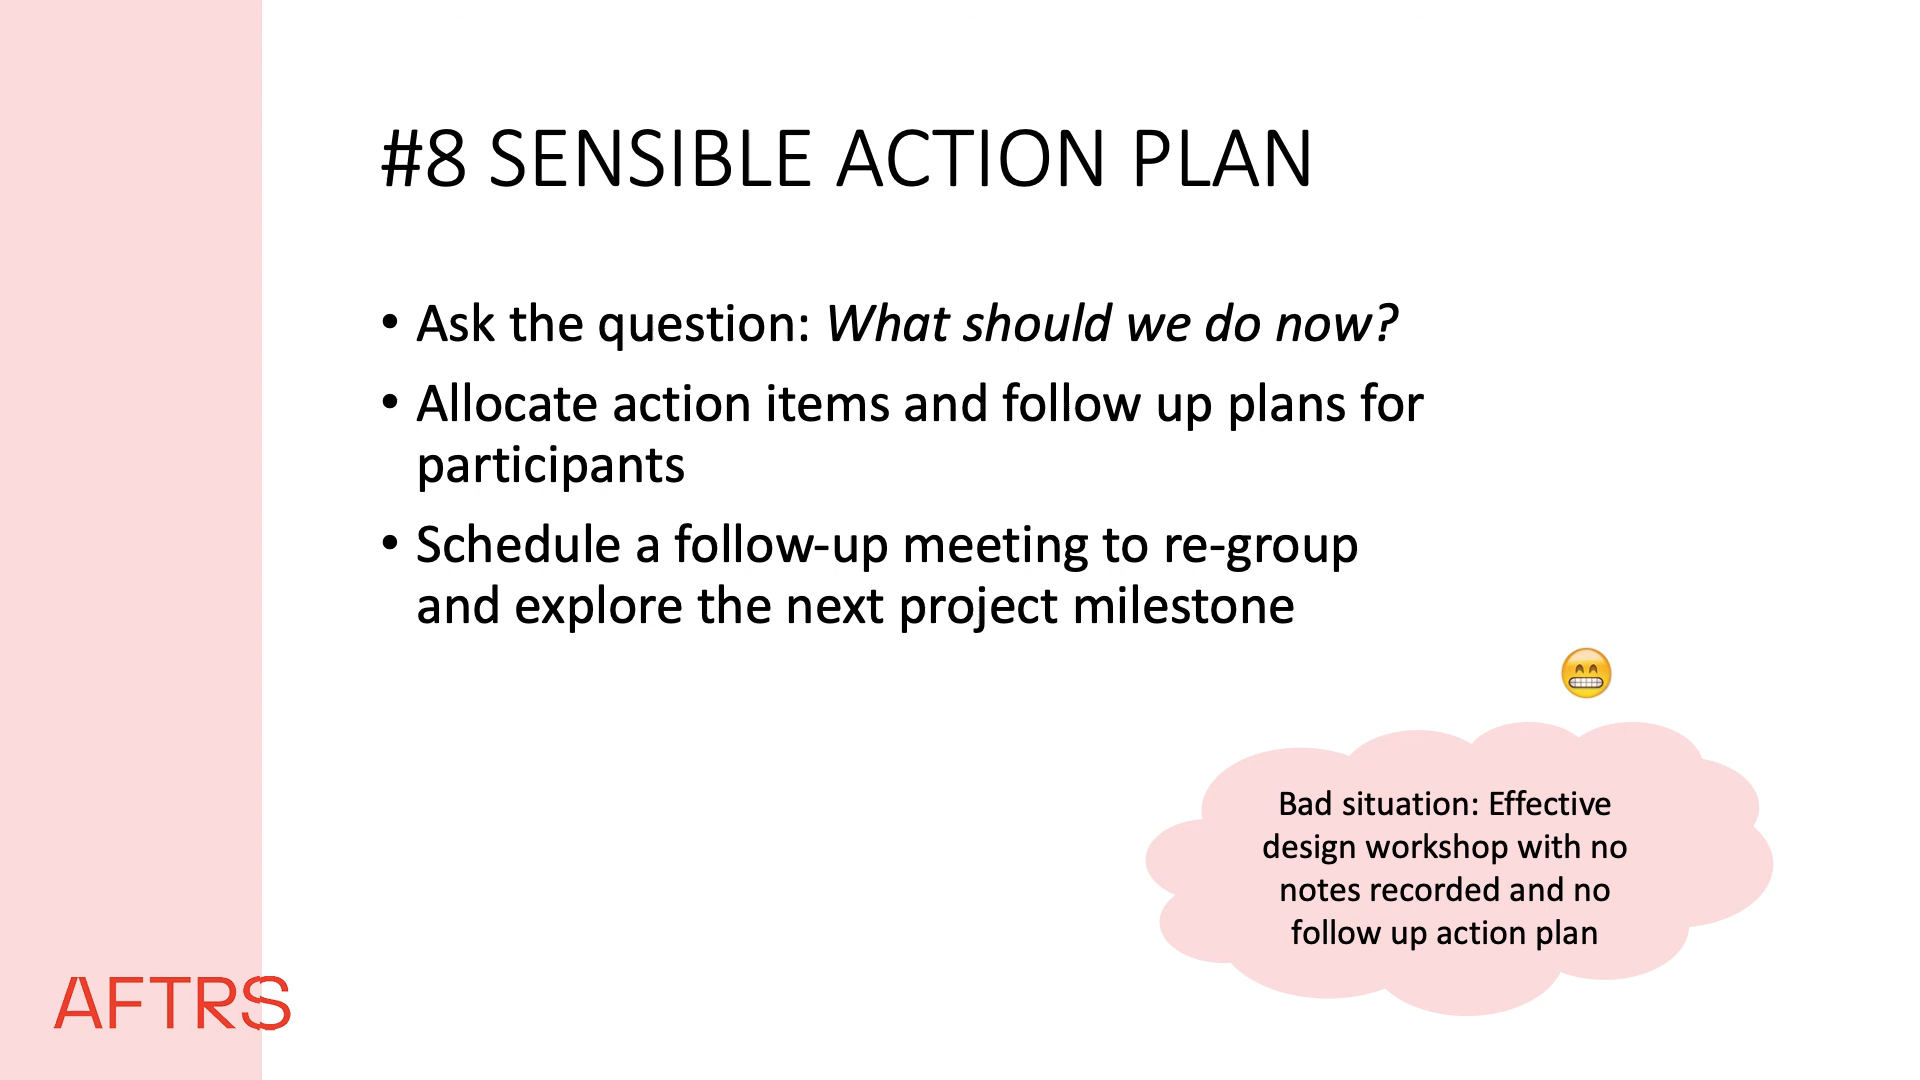 #8 SENSIBLE ACTION PLAN
• Ask the question: What should we do now?
• Allocate action items and follow up plans for
participants
• Schedule a follow-up meeting to re-group
and explore the next project milestone
Bad situation: Effective
design workshop with no
notes recorded and no
follow up action plan
AFTRS